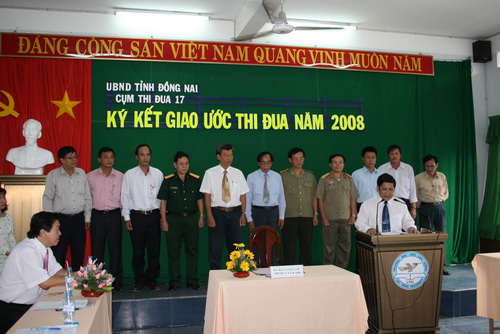 ĐẢNG CỘNG SẢN VIỆT NAM QUANG VINH MUÔN NĂM
UBND TỈNH ĐỒNG NAI
CỤM THI ĐUA 17
KÝ KẾT GIAO ƯỚC THI ĐUA NĂM 2008